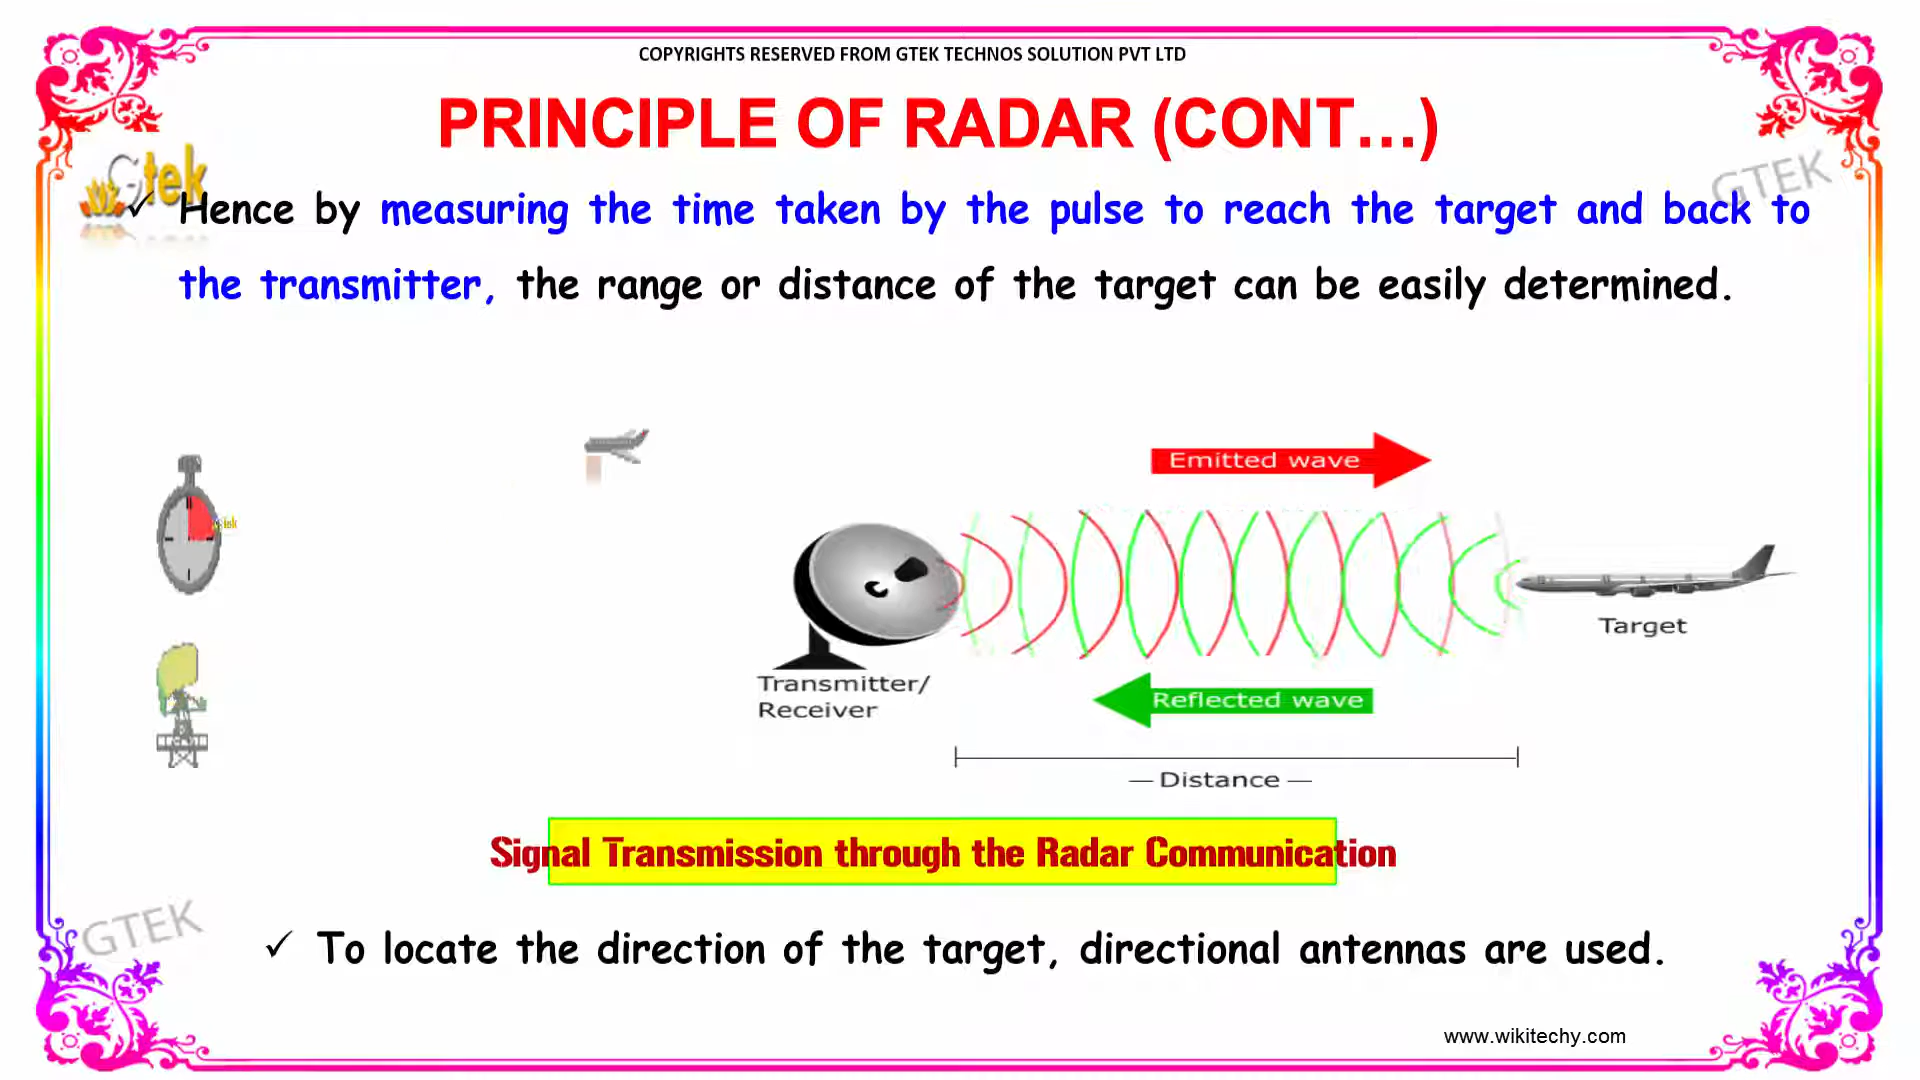 COPYRIGHTS RESERVED FROM GTEK TECHNOS SOLUTION PVT LTD
PRINCIPLE OF RADAR (CONT...)
Gtek
GTEK
✓ Hence by measuring the time taken by the pulse to reach the target and back to
the transmitter, the range or distance of the target can be easily determined.
Emitted wave
Target
Transmitter/
Receiver
Reflected wave
— Distance —
Signal Transmission through the Radar Communication
GTEK
✓ To locate the direction of the target, directional antennas are used.
www.wikitechy.com